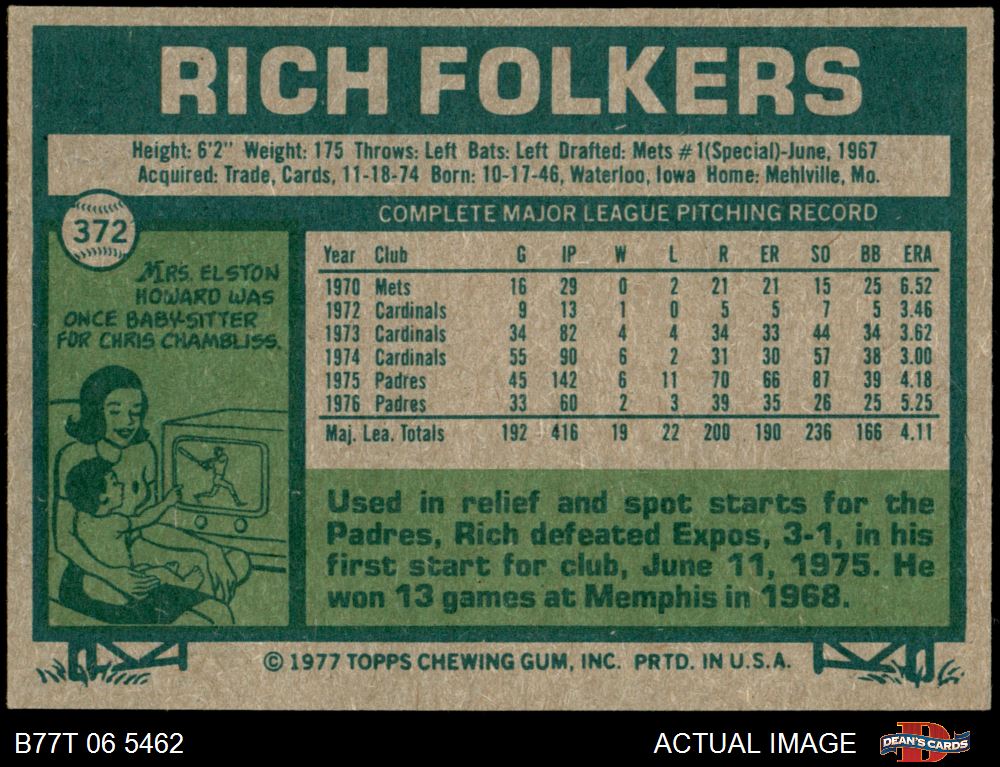 RICH FOLKERS
Height: 6'2" Weight: 175 Throws: Left Bats: Left Drafted: Mets #1(Special)-June, 1967
Acquired: Trade, Cards, 11-18-74 Born: 10-17-46, Waterloo, Iowa Home: Mehlville, Mo.
372
MRS. ELSTON
HOWARD WAS
ONCE BABY-SITTER
FOR CHRIS CHAMBLISS.
COMPLETE MAJOR LEAGUE PITCHING RECORD
Year Club G IP W L R ER SO BB ERA
1970 Mets 16 29 0 2 21 21 15 25 6.52
1972 Cardinals 9 13 1 0 5 5 7 5 3.46
1973 Cardinals 34 82 4 4 34 33 44 34 3.62
1974 Cardinals 55 90 6 2 31 30 57 38 3.00
1975 Padres 45 142 6 11 70 66 87 39 4.18
1976 Padres 33 60 2 3 39 35 26 25 5.25
Maj. Lea. Totals 192 416 19 22 200 190 236 166 4.11
Used in relief and spot starts for the
Padres, Rich defeated Expos, 3-1, in his
first start for club, June 11, 1975. He
won 13 games at Memphis in 1968.
© 1977 TOPPS CHEWING GUM, INC. PRTD. IN U.S.A.
B77T 06 5462
ACTUAL IMAGE
DEAN'S CARDS